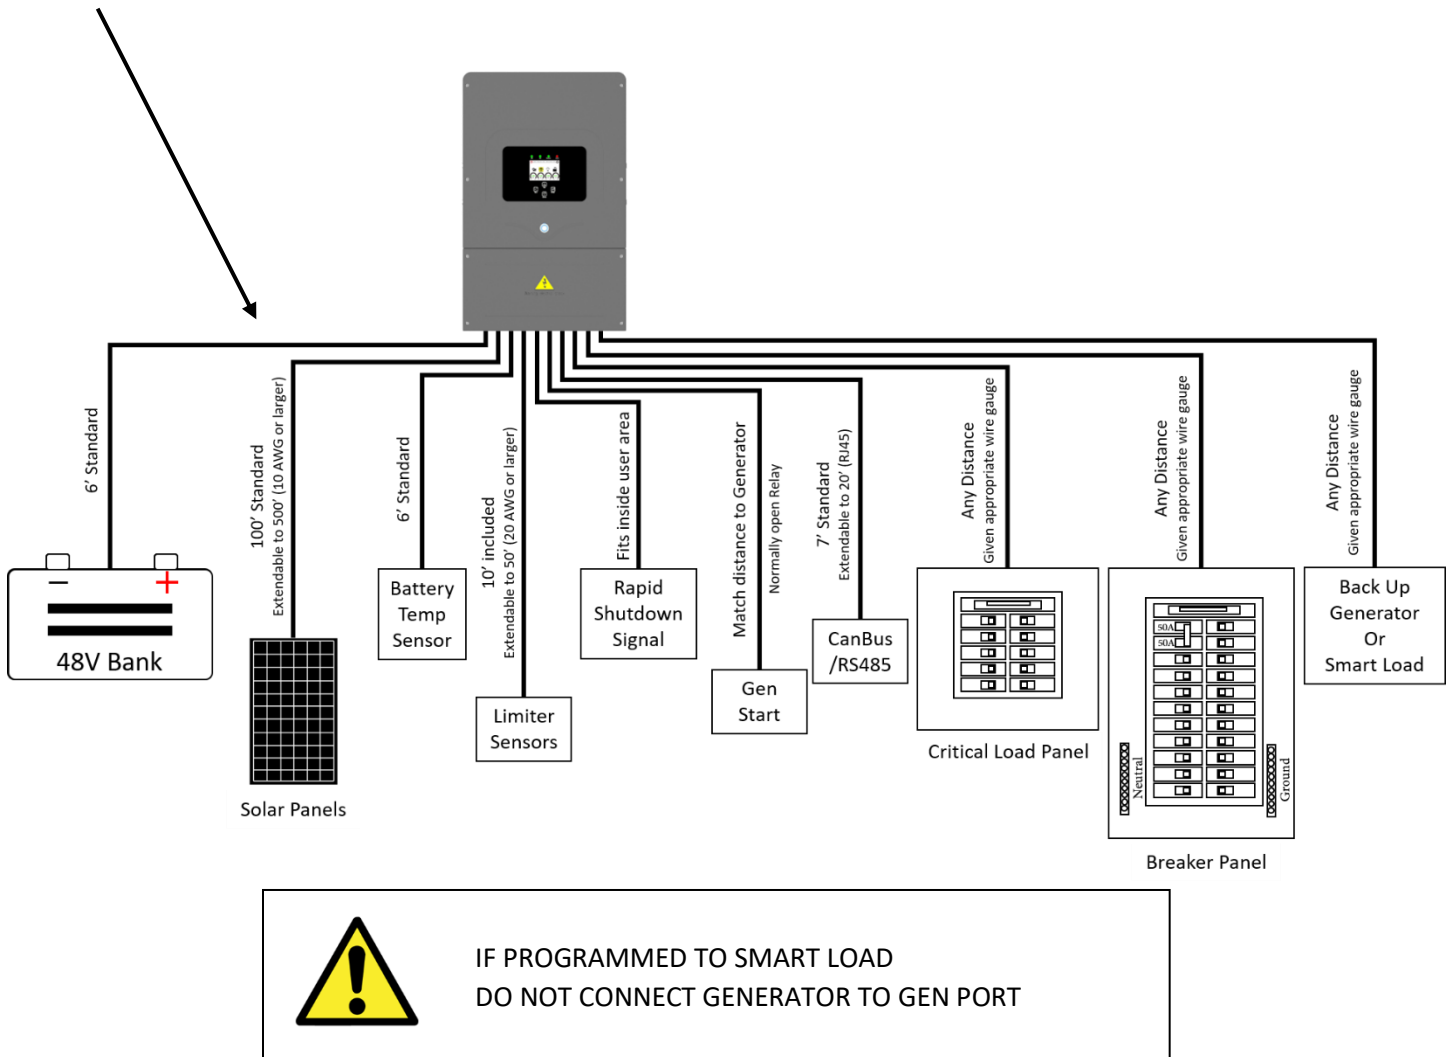 6’ Standard
100’ Standard
Extendable to 500’ (10 AWG or larger)
6’ Standard
10’ included
Extendable to 50’ (20 AWG or larger)
Fits inside user area
Match distance to Generator
Normally open Relay
7’ Standard
Extendable to 20’ (RJ45)
Any Distance
Given appropriate wire gauge
Any Distance
Given appropriate wire gauge
Any Distance
Given appropriate wire gauge
− +
48V Bank
Solar Panels
Battery
Temp
Sensor
Limiter
Sensors
Rapid
Shutdown
Signal
Gen
Start
CanBus
/RS485
Critical Load Panel
50A
50A
Neutral
Ground
Breaker Panel
Back Up
Generator
Or
Smart Load
IF PROGRAMMED TO SMART LOAD
DO NOT CONNECT GENERATOR TO GEN PORT